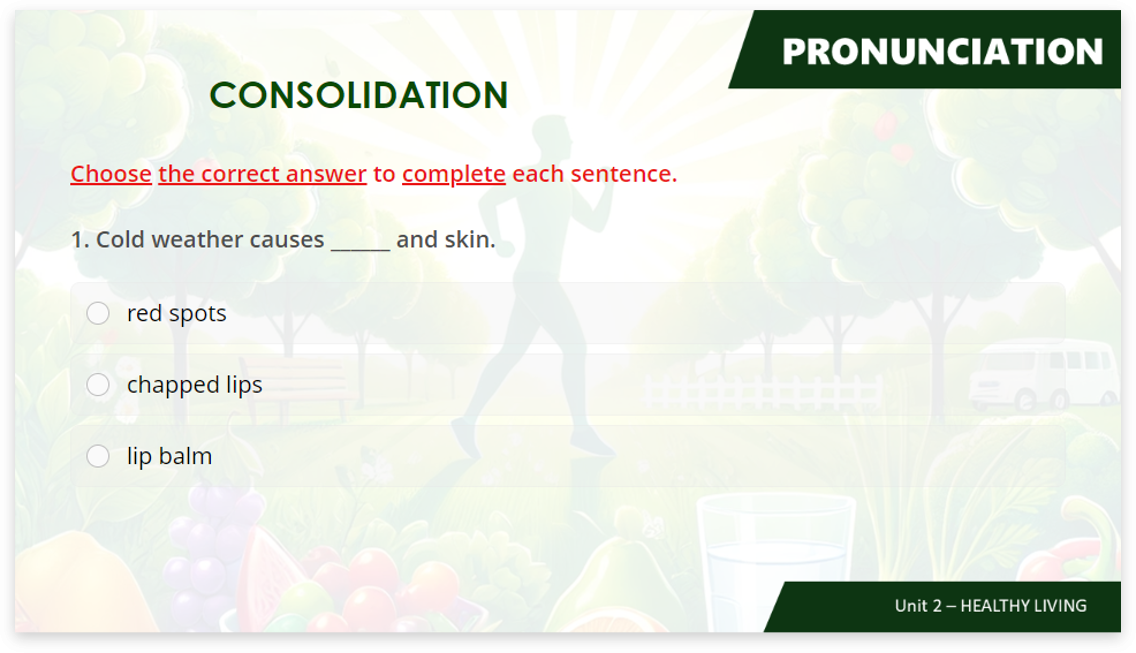 PRONUNCIATION
CONSOLIDATION
Choose the correct answer to complete each sentence.
1. Cold weather causes ______ and skin.
red spots
chapped lips
lip balm
Unit 2 – HEALTHY LIVING